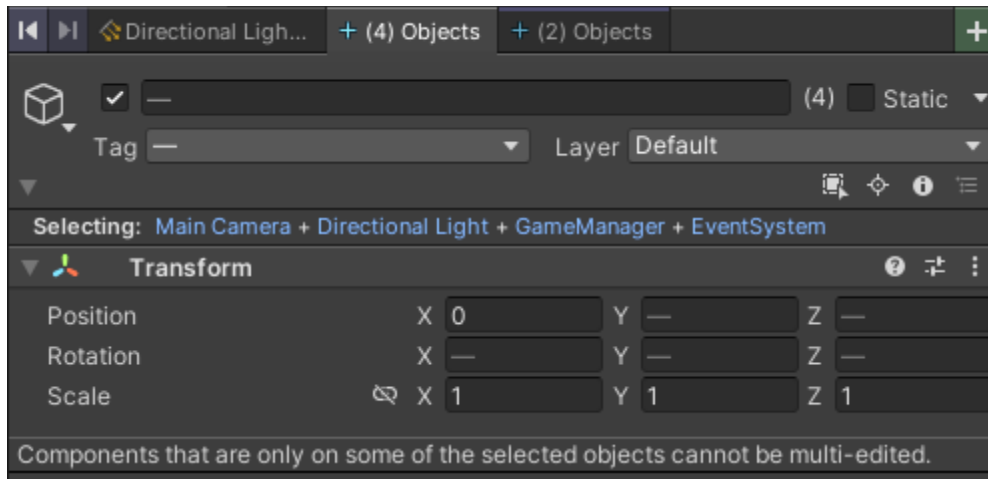 Directional Ligh... + (4) Objects + (2) Objects +
— (4) Static
Tag — Layer Default
Selecting: Main Camera + Directional Light + GameManager + EventSystem
Transform
Position X 0 Y — Z —
Rotation X — Y — Z —
Scale X 1 Y 1 Z 1
Components that are only on some of the selected objects cannot be multi-edited.